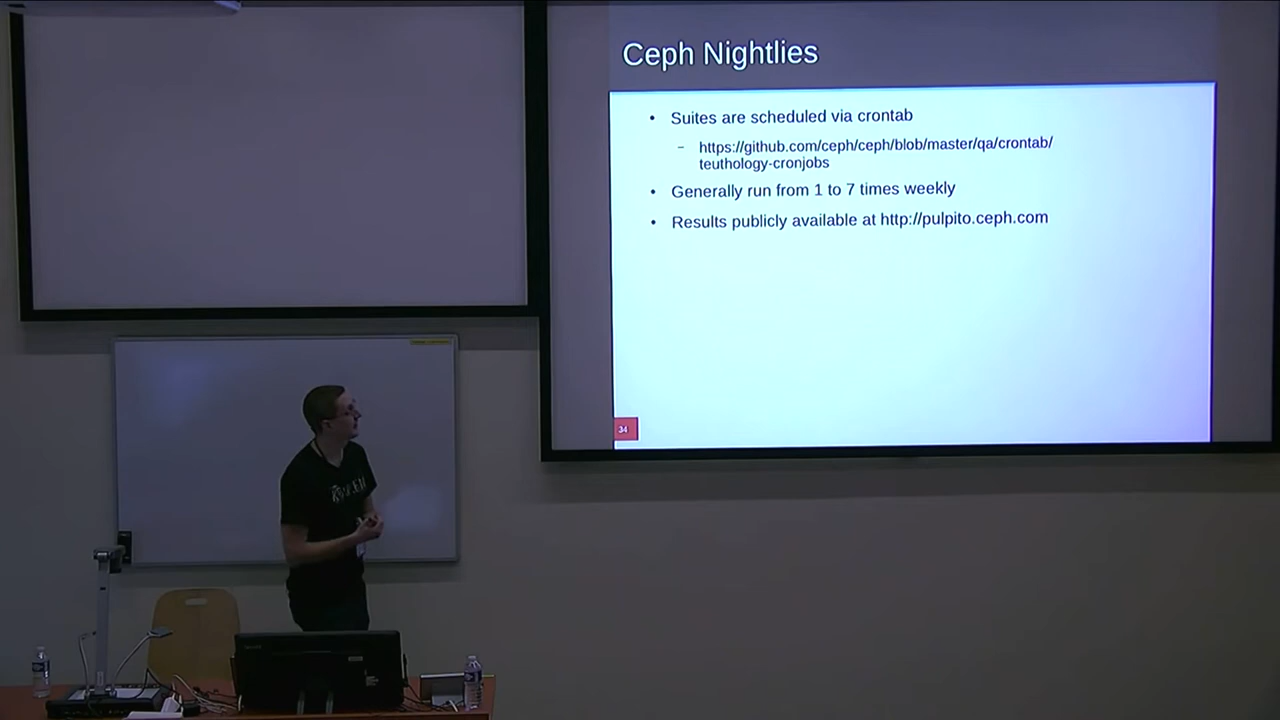 Ceph Nightlies
• Suites are scheduled via crontab
– https://github.com/ceph/ceph/blob/master/qa/crontab/
teuthology-cronjobs
• Generally run from 1 to 7 times weekly
• Results publicly available at http://pulpito.ceph.com
34